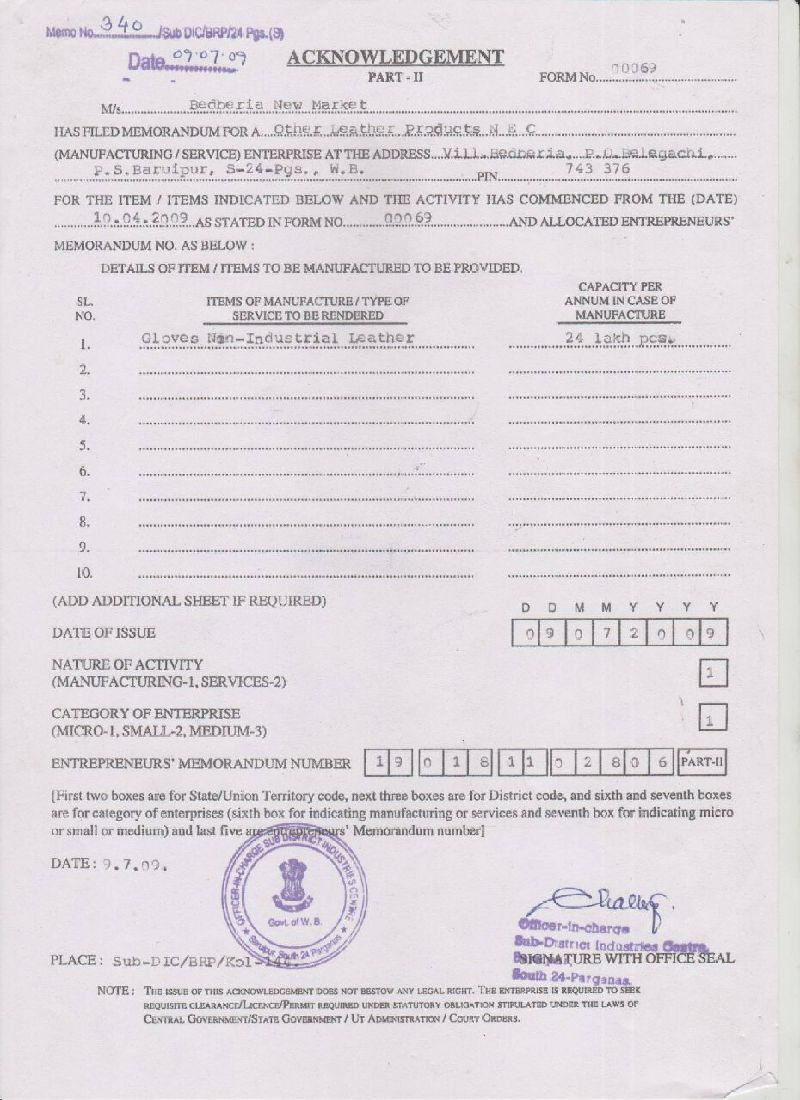 Memo No. 340 /Sub DIC/BRP/24 Pgs.(S)
Date 09.07.09
ACKNOWLEDGEMENT
PART - II
FORM No. 00069
M/s. Bedberia New Market
HAS FILED MEMORANDUM FOR A Other Leather Products N E C
(MANUFACTURING / SERVICE) ENTERPRISE AT THE ADDRESS Vill.Bedberia, P.O.Belegachi,
P.S.Baruipur, S-24-Pgs., W.B. PIN 743 376
FOR THE ITEM / ITEMS INDICATED BELOW AND THE ACTIVITY HAS COMMENCED FROM THE (DATE)
10.04.2009 AS STATED IN FORM NO. 00069 AND ALLOCATED ENTREPRENEURS'
MEMORANDUM NO. AS BELOW :
DETAILS OF ITEM / ITEMS TO BE MANUFACTURED TO BE PROVIDED.
SL. NO. ITEMS OF MANUFACTURE / TYPE OF SERVICE TO BE RENDERED CAPACITY PER ANNUM IN CASE OF MANUFACTURE
1. Gloves Non-Industrial Leather 24 lakh pcs.
2.
3.
4.
5.
6.
7.
8.
9.
10.
(ADD ADDITIONAL SHEET IF REQUIRED)
D D M M Y Y Y Y
DATE OF ISSUE 0 9 0 7 2 0 0 9
NATURE OF ACTIVITY
(MANUFACTURING-1, SERVICES-2) 1
CATEGORY OF ENTERPRISE
(MICRO-1, SMALL-2, MEDIUM-3) 1
ENTREPRENEURS' MEMORANDUM NUMBER 1 9 0 1 8 1 1 0 2 8 0 6 PART-II
[First two boxes are for State/Union Territory code, next three boxes are for District code, and sixth and seventh boxes
are for category of enterprises (sixth box for indicating manufacturing or services and seventh box for indicating micro
or small or medium) and last five are entrepreneurs' Memorandum number]
DATE : 9.7.09.
OFFICER-IN-CHARGE SUB DISTRICT INDUSTRIES CENTRE
Govt. of W. B.
Baruipur, South 24 Parganas
Officer-in-charge
Sub-District Industries Centre,
PLACE : Sub-DIC/BRP/Kol-144.
SIGNATURE WITH OFFICE SEAL
South 24-Parganas.
NOTE : THE ISSUE OF THIS ACKNOWLEDGEMENT DOES NOT BESTOW ANY LEGAL RIGHT. THE ENTERPRISE IS REQUIRED TO SEEK
REQUISITE CLEARANCE/LICENCE/PERMIT REQUIRED UNDER STATUTORY OBLIGATION STIPULATED UNDER THE LAWS OF
CENTRAL GOVERNMENT/STATE GOVERNMENT / UT ADMINISTRATION / COURT ORDERS.